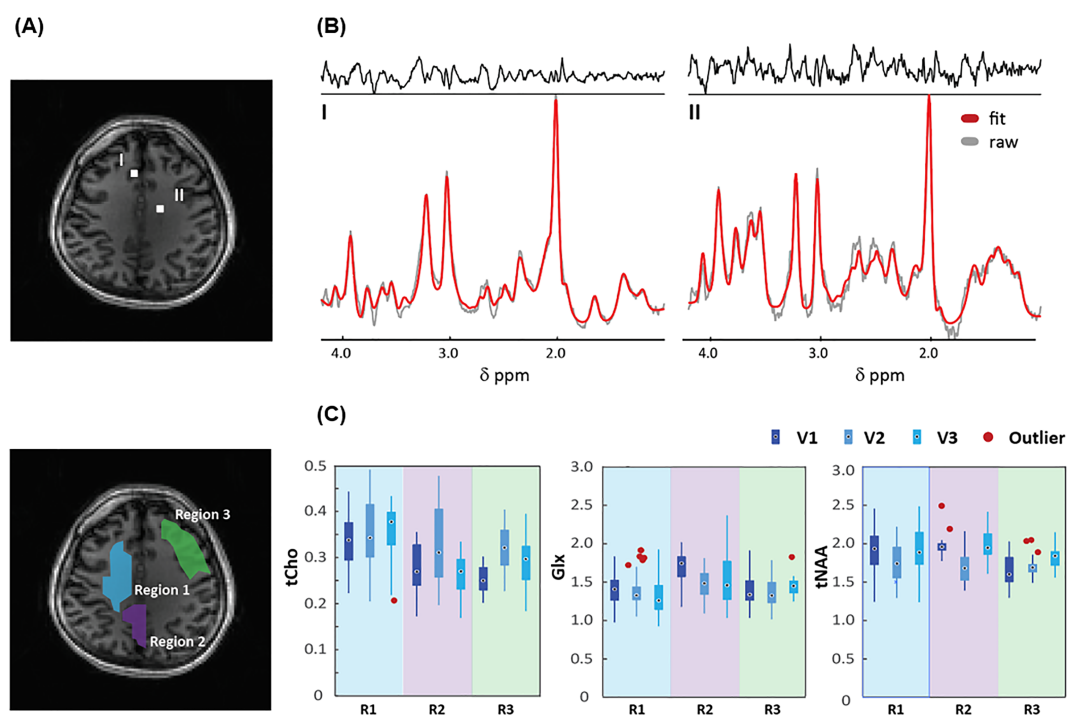 (A)
(B)
I
II
I
II
fit
raw
4.0 3.0 2.0
δ ppm
4.0 3.0 2.0
δ ppm
(C)
V1 V2 V3 Outlier
Region 3
Region 1
Region 2
tCho
0.5
0.4
0.3
0.2
0.1
0
R1 R2 R3
Glx
3.0
2.5
2.0
1.5
1.0
0.5
0
R1 R2 R3
tNAA
3.0
2.5
2.0
1.5
1.0
0.5
0
R1 R2 R3